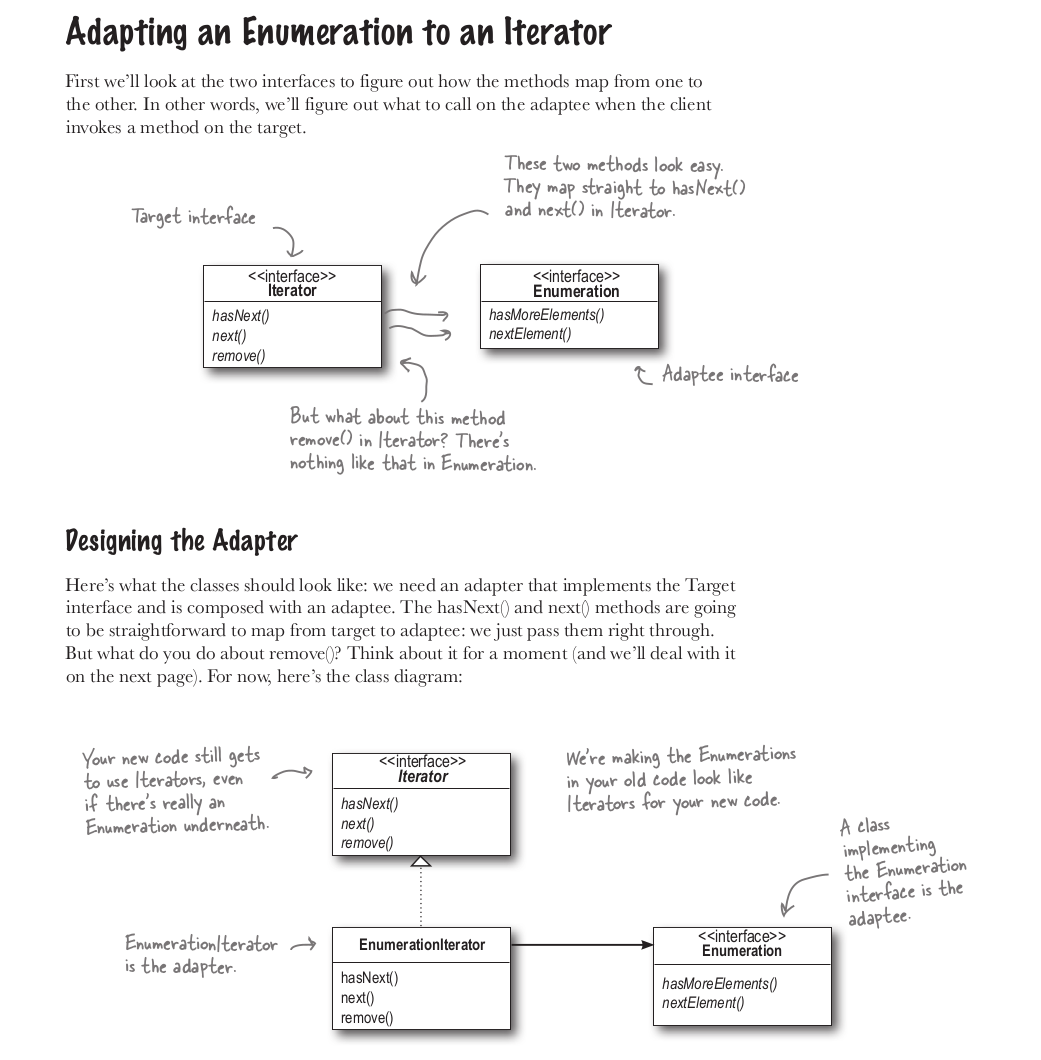 Adapting an Enumeration to an Iterator
First we'll look at the two interfaces to figure out how the methods map from one to
the other. In other words, we'll figure out what to call on the adaptee when the client
invokes a method on the target.
These two methods look easy.
They map straight to hasNext()
and next() in Iterator.
Target interface
<<interface>>
Iterator
hasNext()
next()
remove()
<<interface>>
Enumeration
hasMoreElements()
nextElement()
Adaptee interface
But what about this method
remove() in Iterator? There's
nothing like that in Enumeration.
Designing the Adapter
Here's what the classes should look like: we need an adapter that implements the Target
interface and is composed with an adaptee. The hasNext() and next() methods are going
to be straightforward to map from target to adaptee: we just pass them right through.
But what do you do about remove()? Think about it for a moment (and we'll deal with it
on the next page). For now, here's the class diagram:
Your new code still gets
to use Iterators, even
if there's really an
Enumeration underneath.
<<interface>>
Iterator
hasNext()
next()
remove()
We're making the Enumerations
in your old code look like
Iterators for your new code.
A class
implementing
the Enumeration
interface is the
adaptee.
EnumerationIterator
is the adapter.
EnumerationIterator
hasNext()
next()
remove()
<<interface>>
Enumeration
hasMoreElements()
nextElement()